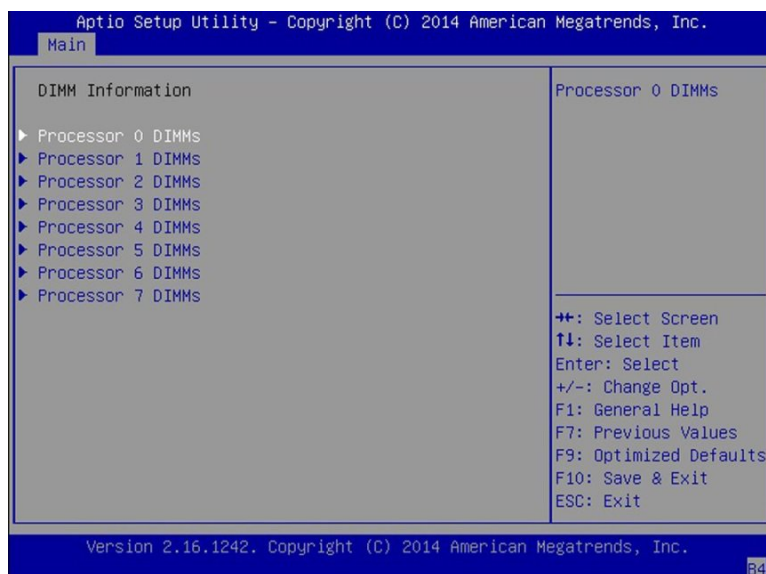 Aptio Setup Utility – Copyright (C) 2014 American Megatrends, Inc.
Main
DIMM Information
Processor 0 DIMMs
Processor 1 DIMMs
Processor 2 DIMMs
Processor 3 DIMMs
Processor 4 DIMMs
Processor 5 DIMMs
Processor 6 DIMMs
Processor 7 DIMMs
Processor 0 DIMMs
→←: Select Screen
↑↓: Select Item
Enter: Select
+/-: Change Opt.
F1: General Help
F7: Previous Values
F9: Optimized Defaults
F10: Save & Exit
ESC: Exit
Version 2.16.1242. Copyright (C) 2014 American Megatrends, Inc.
B4